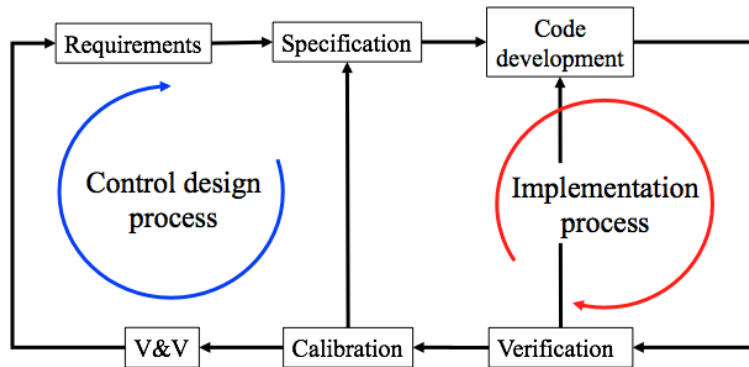 Requirements
Specification
Code
development
Control design
process
Implementation
process
V&V
Calibration
Verification